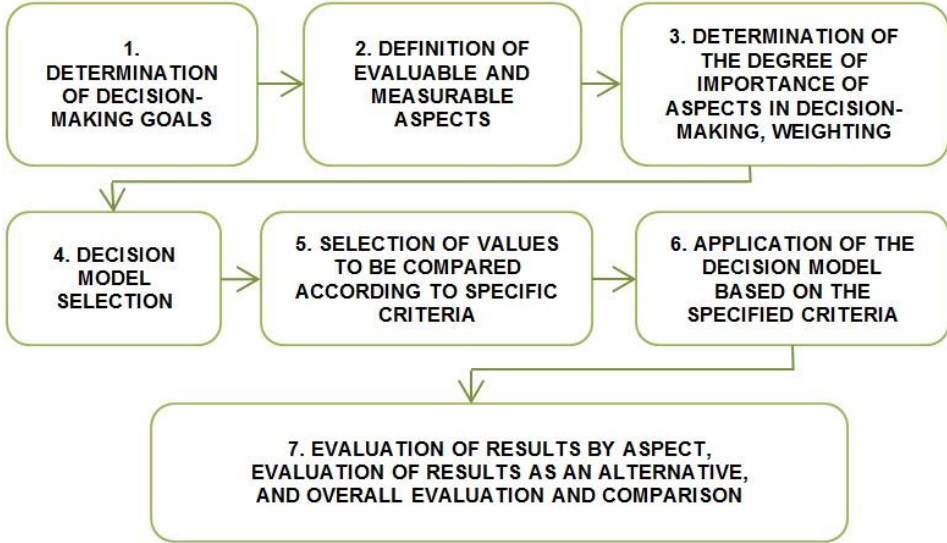 1.
DETERMINATION
OF DECISION-
MAKING GOALS
2. DEFINITION OF
EVALUABLE AND
MEASURABLE
ASPECTS
3. DETERMINATION OF
THE DEGREE OF
IMPORTANCE OF
ASPECTS IN DECISION-
MAKING, WEIGHTING
4. DECISION
MODEL
SELECTION
5. SELECTION OF VALUES
TO BE COMPARED
ACCORDING TO SPECIFIC
CRITERIA
6. APPLICATION OF THE
DECISION MODEL
BASED ON THE
SPECIFIED CRITERIA
7. EVALUATION OF RESULTS BY ASPECT,
EVALUATION OF RESULTS AS AN ALTERNATIVE,
AND OVERALL EVALUATION AND COMPARISON